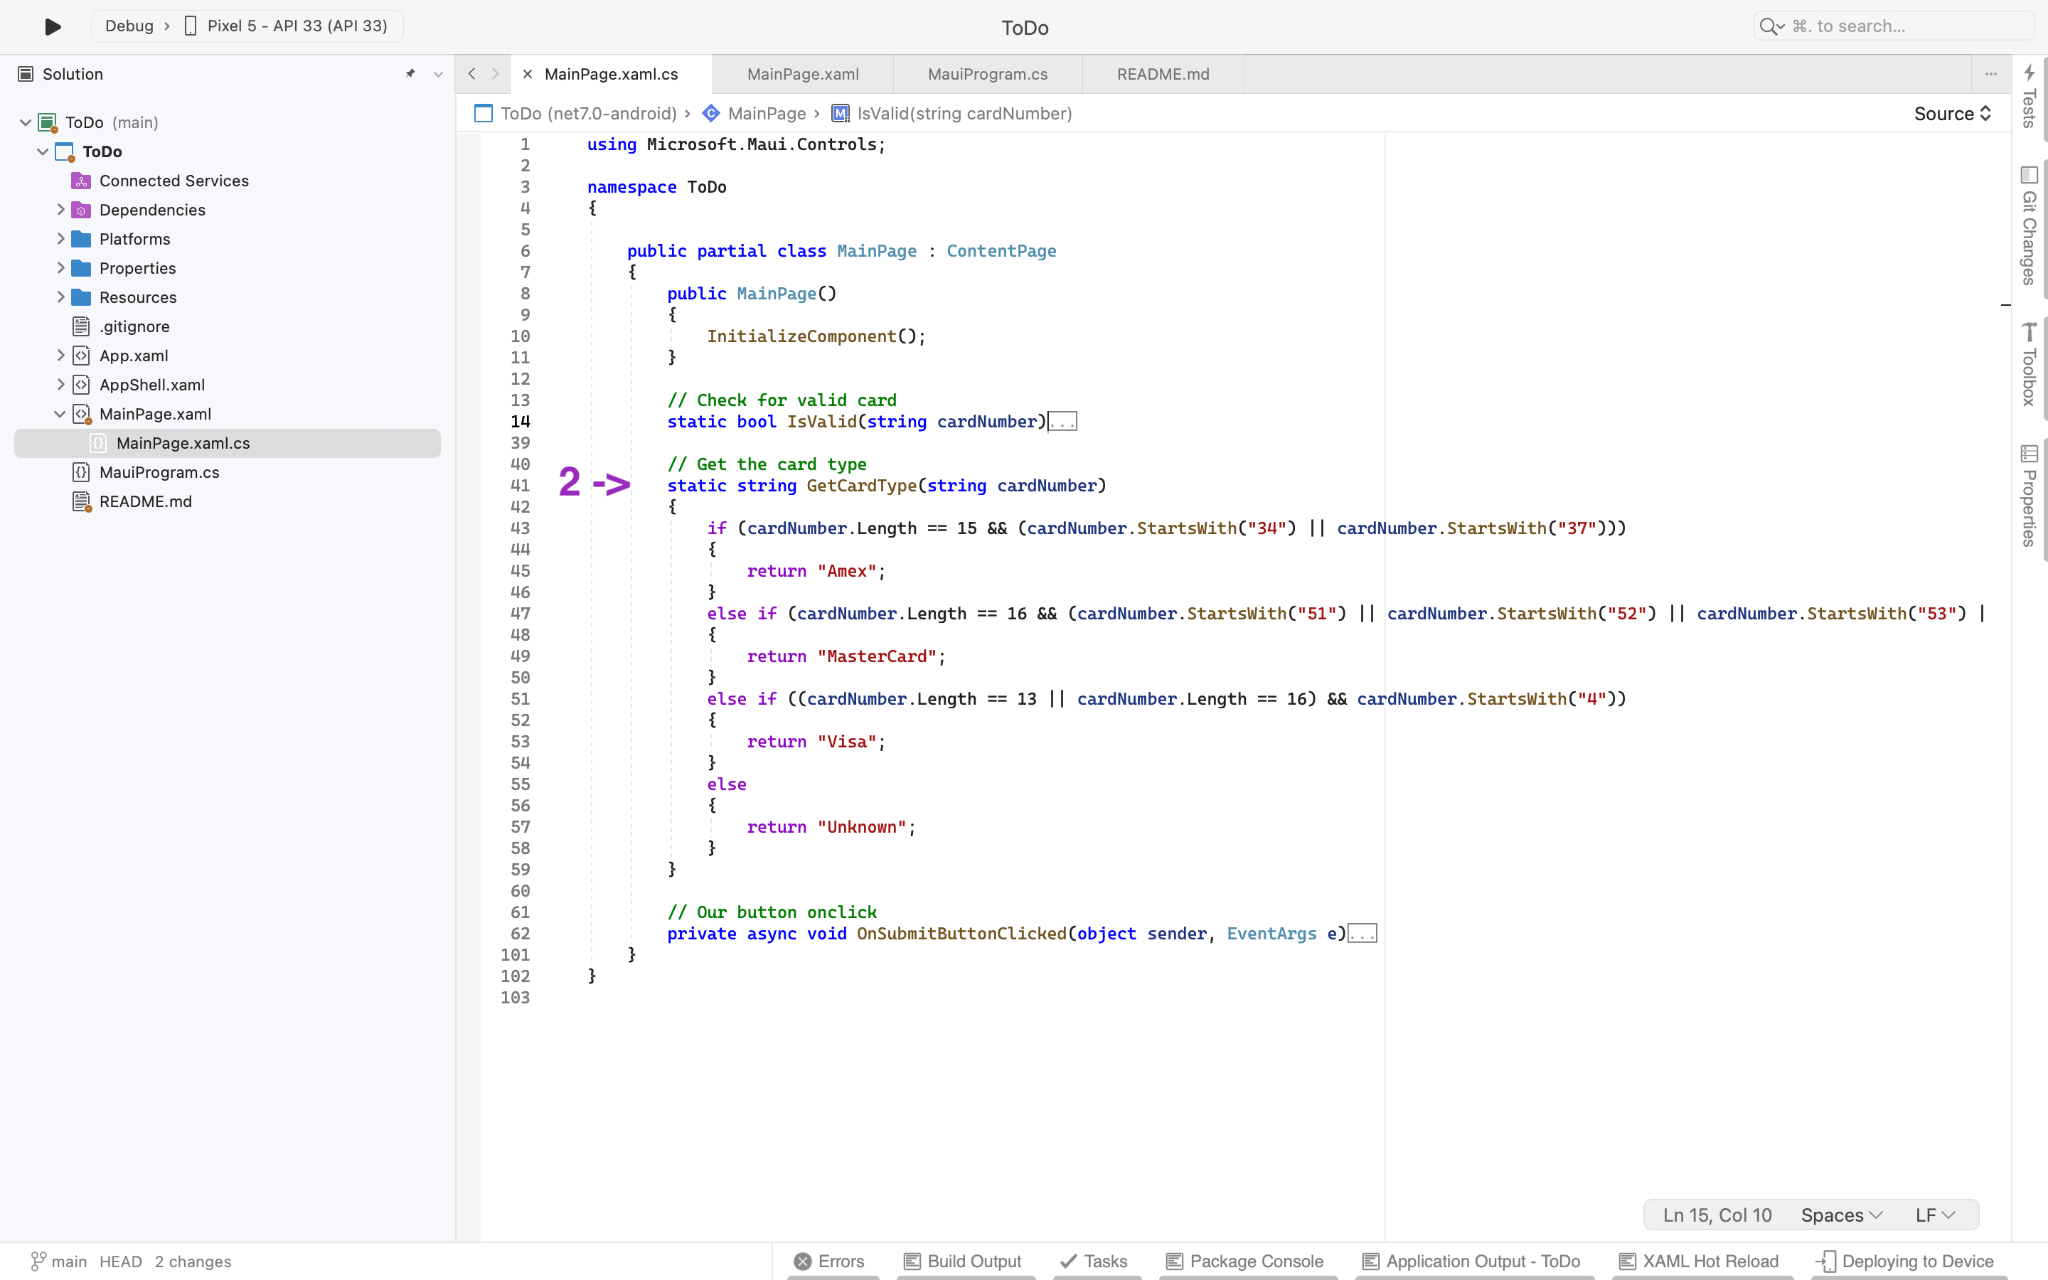 Debug › Pixel 5 - API 33 (API 33)
ToDo
⌘. to search...
Solution
ToDo (main)
ToDo
Connected Services
Dependencies
Platforms
Properties
Resources
.gitignore
App.xaml
AppShell.xaml
MainPage.xaml
MainPage.xaml.cs
MauiProgram.cs
README.md
MainPage.xaml.cs
MainPage.xaml
MauiProgram.cs
README.md
...
ToDo (net7.0-android) › MainPage › M IsValid(string cardNumber)
Source
1 using Microsoft.Maui.Controls;
2
3 namespace ToDo
4 {
5
6 public partial class MainPage : ContentPage
7 {
8 public MainPage()
9 {
10 InitializeComponent();
11 }
12
13 // Check for valid card
14 static bool IsValid(string cardNumber)...
39
40 // Get the card type
2 ->
41 static string GetCardType(string cardNumber)
42 {
43 if (cardNumber.Length == 15 && (cardNumber.StartsWith("34") || cardNumber.StartsWith("37")))
44 {
45 return "Amex";
46 }
47 else if (cardNumber.Length == 16 && (cardNumber.StartsWith("51") || cardNumber.StartsWith("52") || cardNumber.StartsWith("53") |
48 {
49 return "MasterCard";
50 }
51 else if ((cardNumber.Length == 13 || cardNumber.Length == 16) && cardNumber.StartsWith("4"))
52 {
53 return "Visa";
54 }
55 else
56 {
57 return "Unknown";
58 }
59 }
60
61 // Our button onclick
62 private async void OnSubmitButtonClicked(object sender, EventArgs e)...
101 }
102 }
103
Tests
Git Changes
Toolbox
Properties
Ln 15, Col 10 Spaces LF
main HEAD 2 changes
Errors
Build Output
Tasks
Package Console
Application Output - ToDo
XAML Hot Reload
Deploying to Device